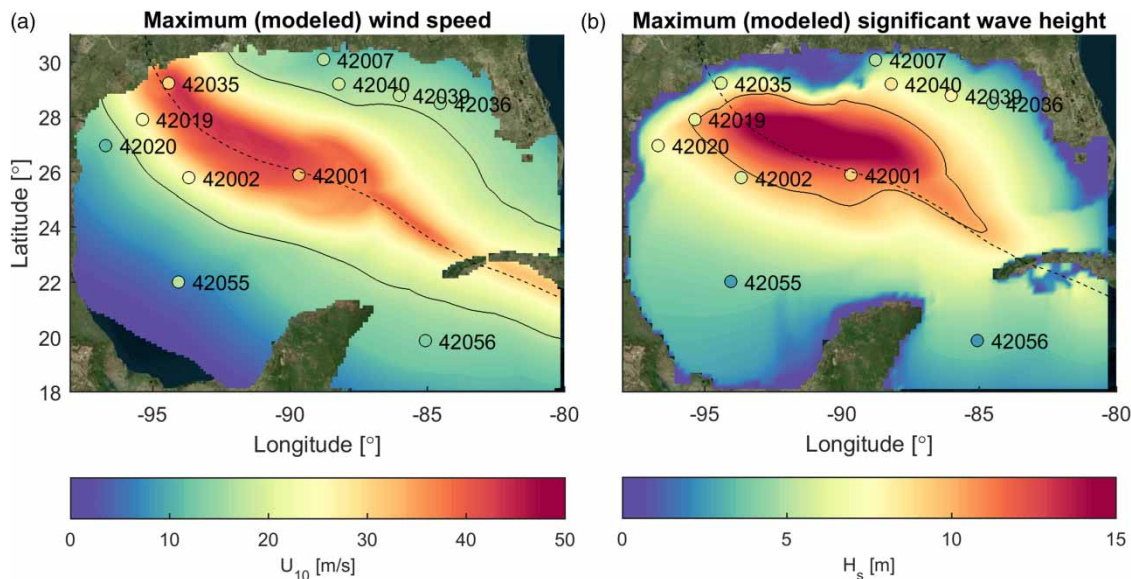 (a) Maximum (modeled) wind speed
30
28
26
24
22
20
18
Latitude [°]
42007
42035
42040
42039
42036
42019
42020
42002
42001
42055
42056
-95 -90 -85 -80
Longitude [°]
0 10 20 30 40 50
U10 [m/s]
(b) Maximum (modeled) significant wave height
42007
42035
42040
42039
42036
42019
42020
42002
42001
42055
42056
-95 -90 -85 -80
Longitude [°]
0 5 10 15
Hs [m]